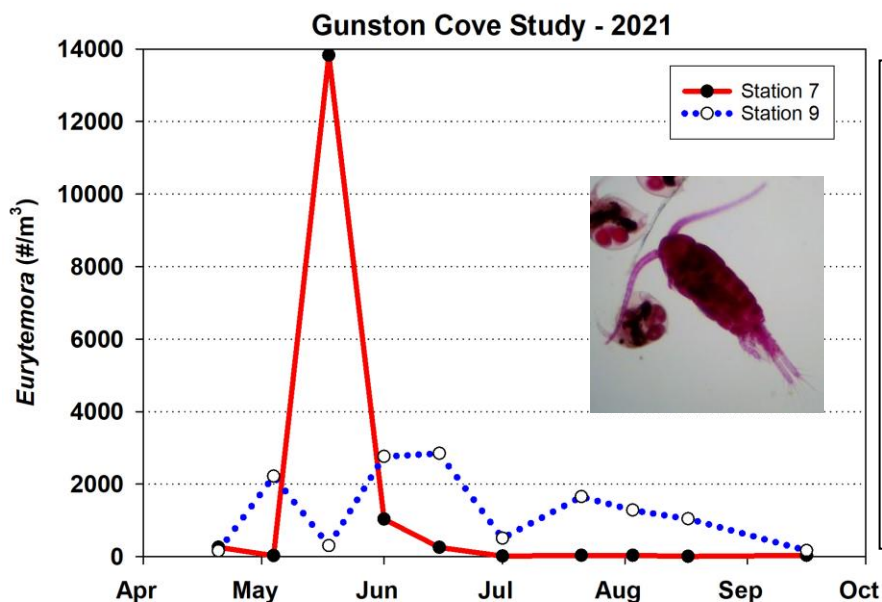 Gunston Cove Study - 2021
14000
12000
10000
8000
6000
4000
2000
0
Eurytemora (#/m³)
Station 7
Station 9
Apr May Jun Jul Aug Sep Oct